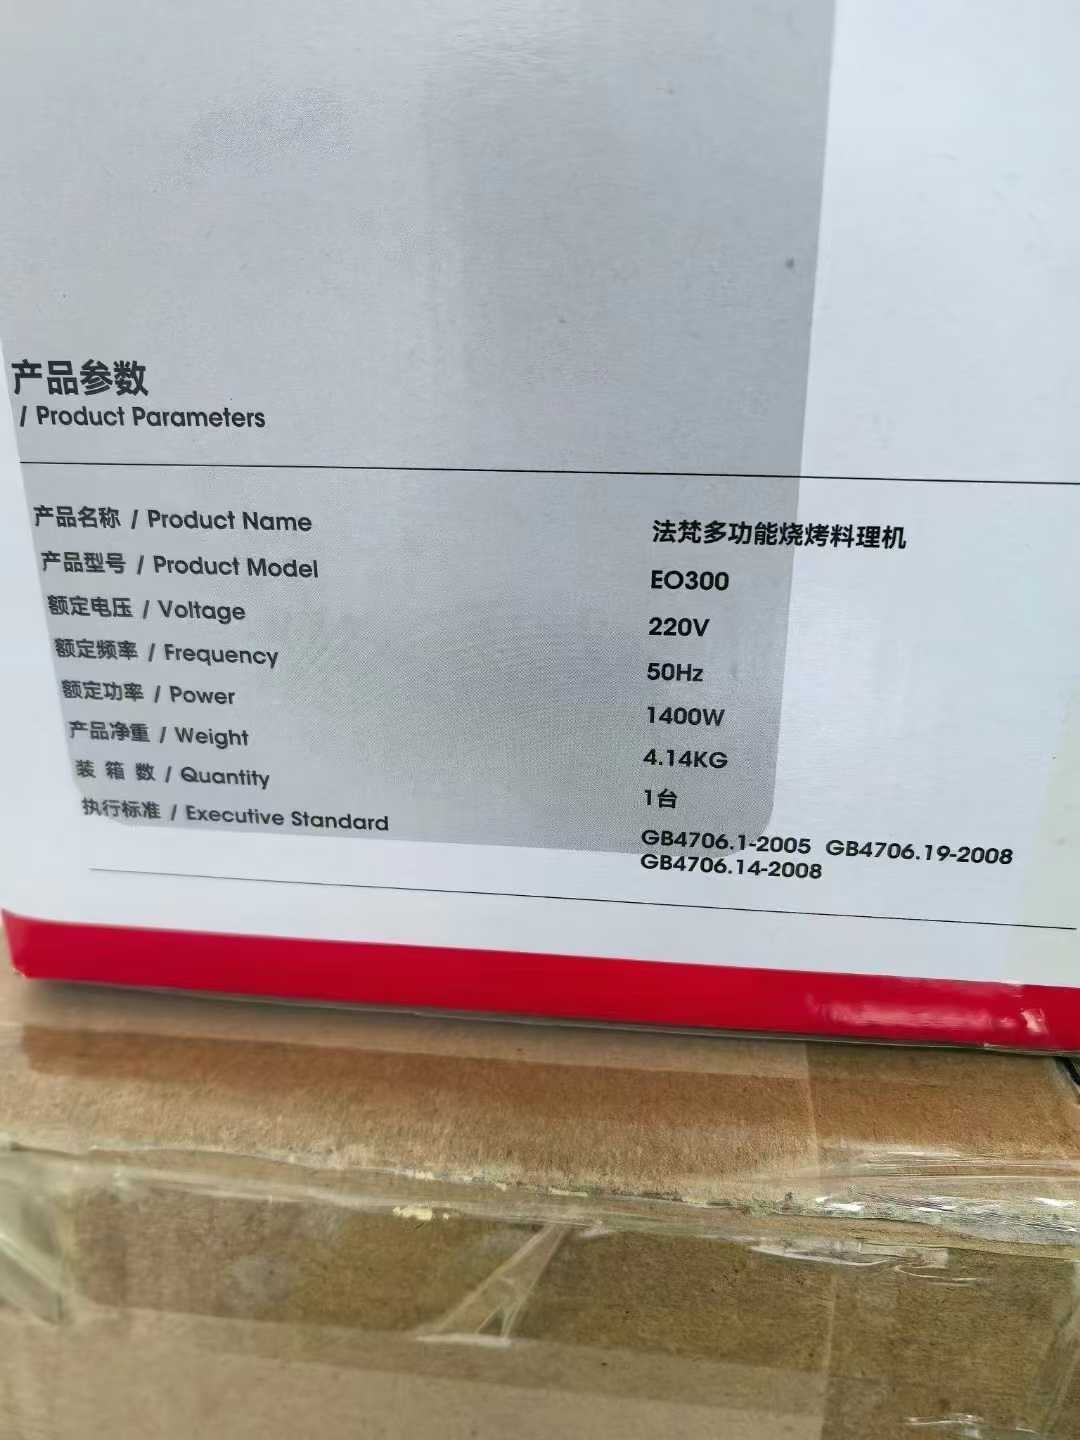 产品参数
/ Product Parameters
产品名称 / Product Name 法梵多功能烧烤料理机
产品型号 / Product Model EO300
额定电压 / Voltage 220V
额定频率 / Frequency 50Hz
额定功率 / Power 1400W
产品净重 / Weight 4.14KG
装 箱 数 / Quantity 1台
执行标准 / Executive Standard GB4706.1-2005 GB4706.19-2008
GB4706.14-2008